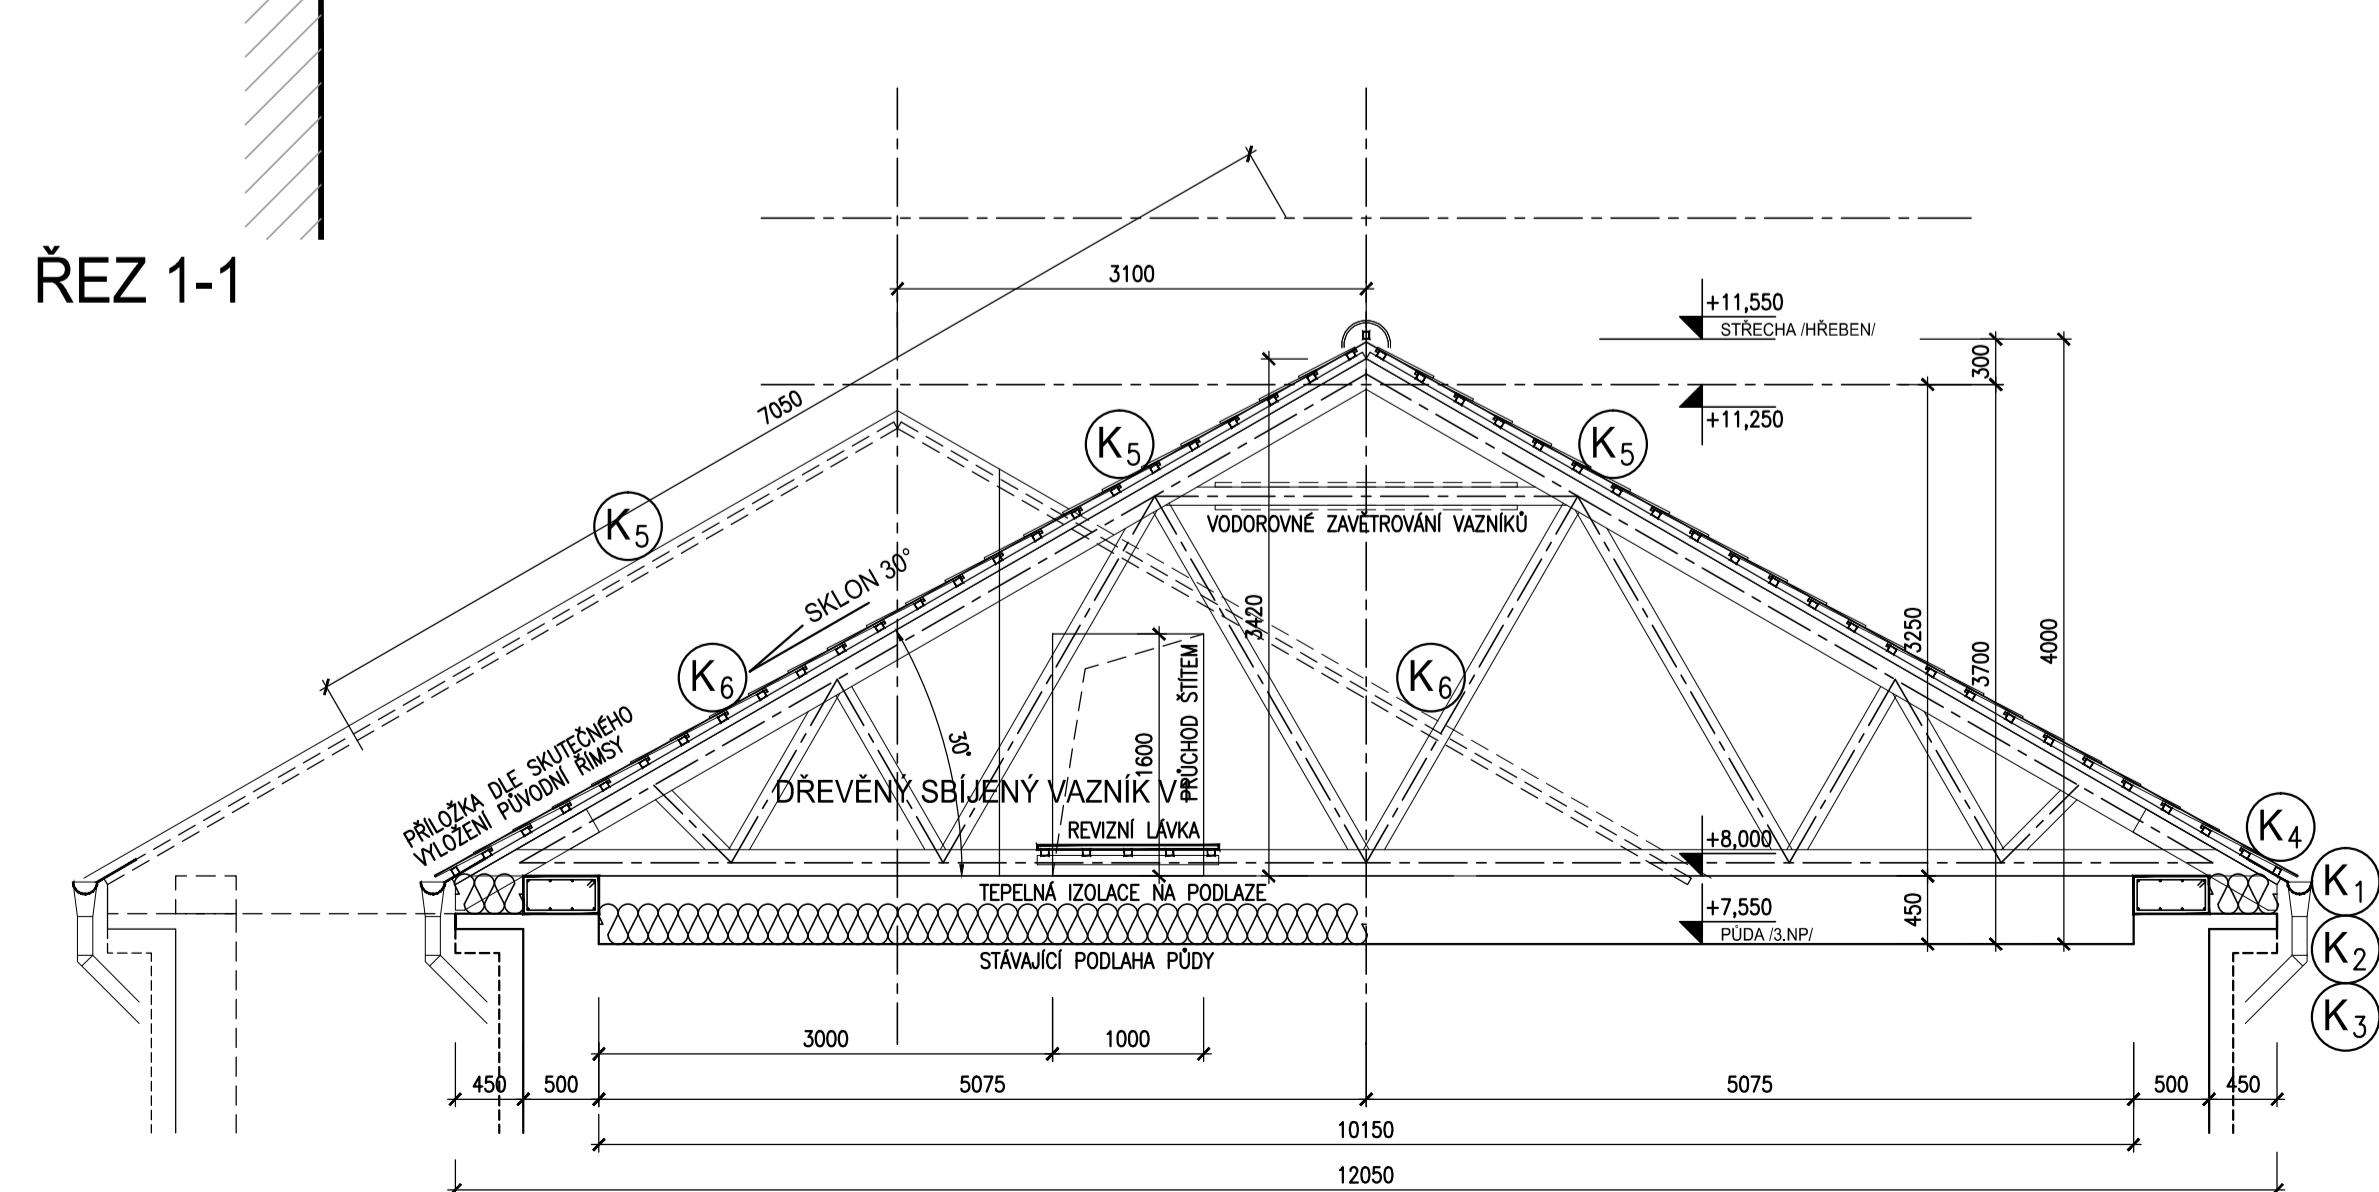 ŘEZ 1-1
3100
+11,550
STŘECHA /HŘEBEN/
300
7050
+11,250
K5
K5
K5
VODOROVNÉ ZAVĚTROVÁNÍ VAZNÍKŮ
SKLON 30°
3420
3250
3700
4000
K6
K6
PRŮCHOD ŠTÍTEM
1600
30°
PŘÍLOŽKA DLE SKUTEČNÉHO
VYLOŽENÍ PŮVODNÍ ŘÍMSY
DŘEVĚNÝ SBÍJENÝ VAZNÍK V
REVIZNÍ LÁVKA
+8,000
K4
K1
TEPELNÁ IZOLACE NA PODLAZE
+7,550
PŮDA /3.NP/
450
K2
STÁVAJÍCÍ PODLAHA PŮDY
K3
3000
1000
450
500
5075
5075
500
450
10150
12050